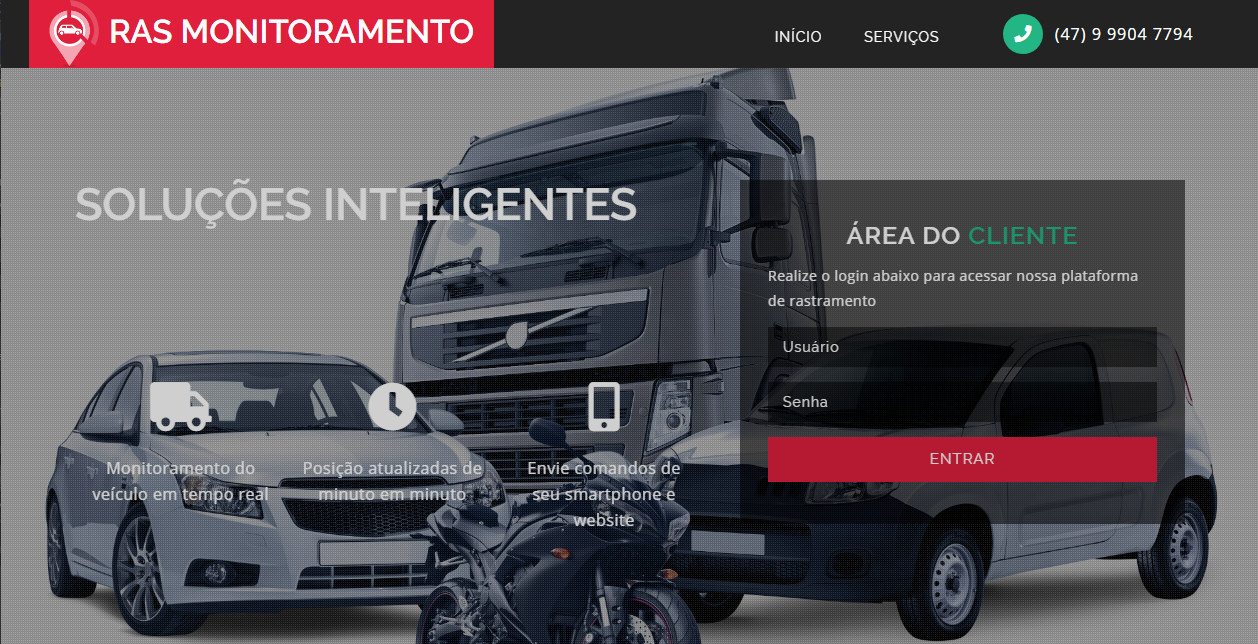 RAS MONITORAMENTO
INÍCIO
SERVIÇOS
(47) 9 9904 7794
SOLUÇÕES INTELIGENTES
ÁREA DO CLIENTE
Realize o login abaixo para acessar nossa plataforma
de rastramento
Usuário
Senha
ENTRAR
Monitoramento do
veículo em tempo real
Posição atualizadas de
minuto em minuto
Envie comandos de
seu smartphone e
website